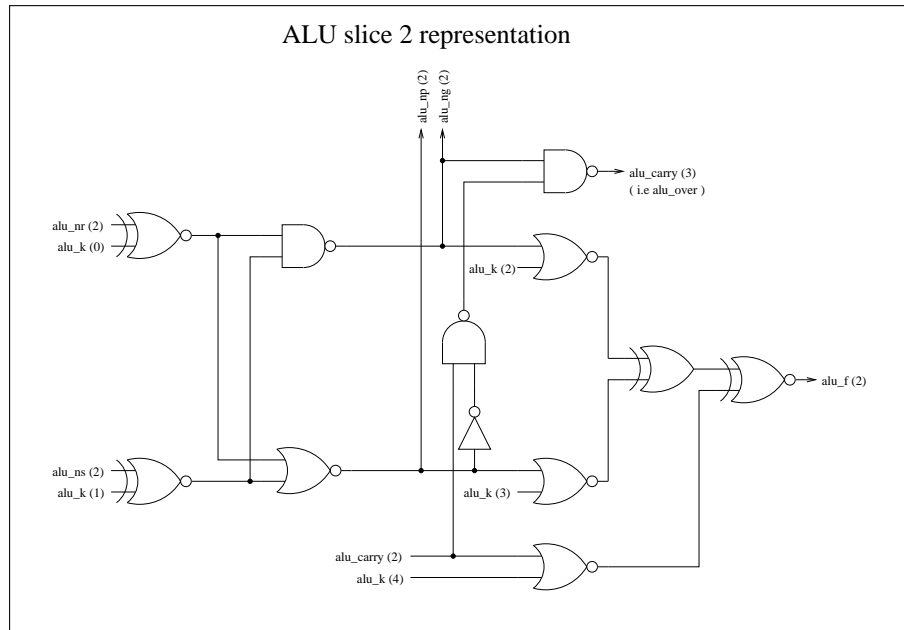 ALU slice 2 representation
alu_np (2)
alu_ng (2)
alu_carry (3)
( i.e alu_over )
alu_nr (2)
alu_k (0)
alu_k (2)
alu_f (2)
alu_ns (2)
alu_k (1)
alu_k (3)
alu_carry (2)
alu_k (4)